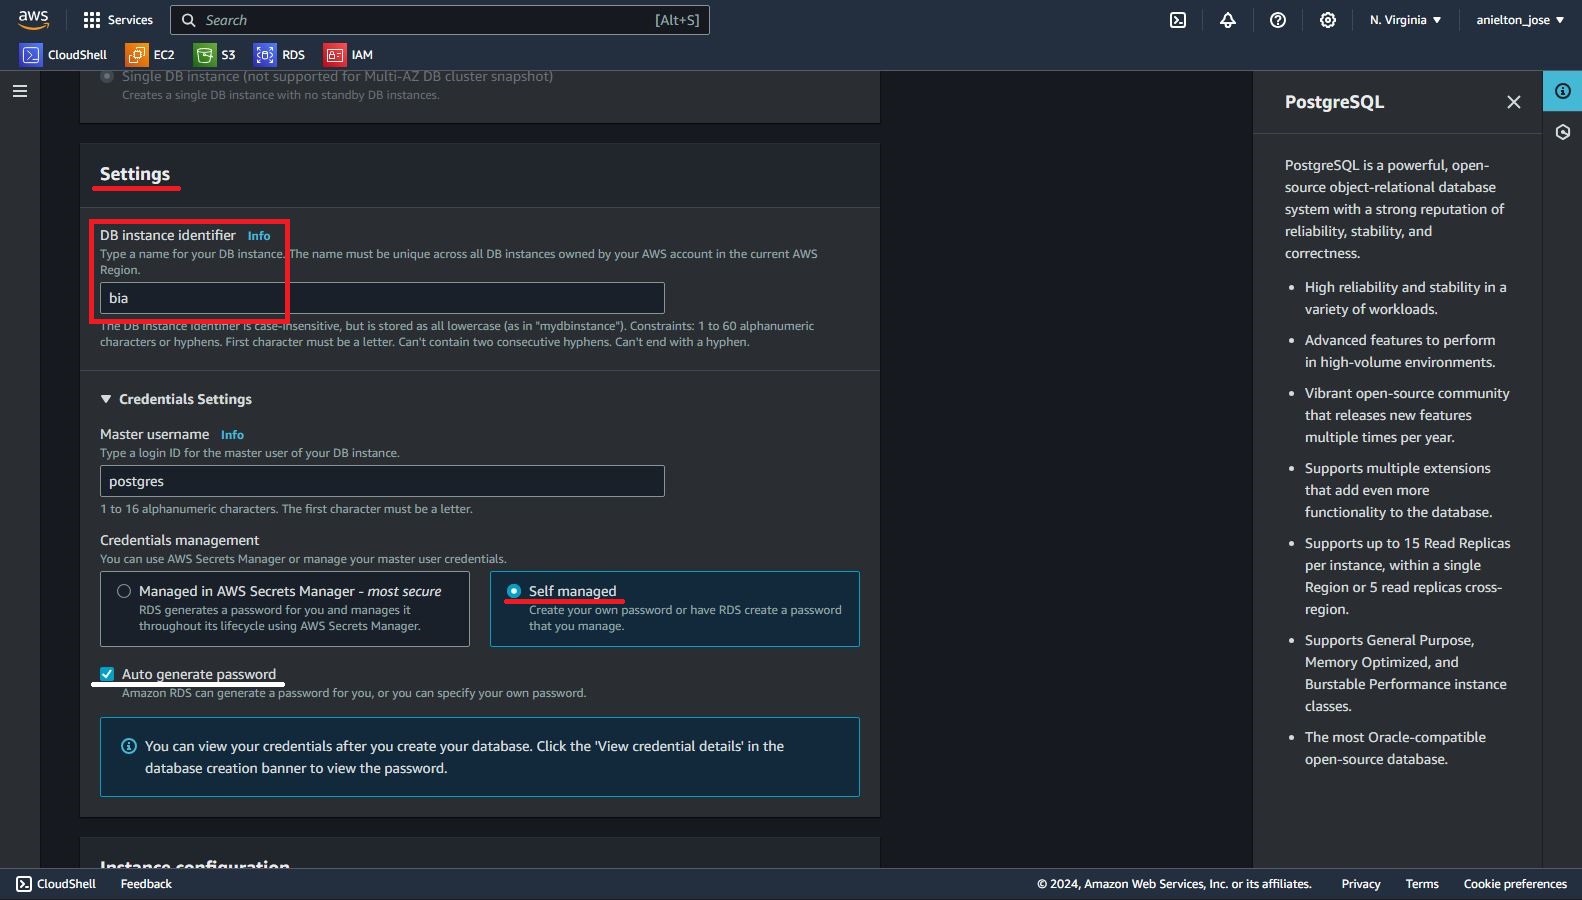 aws
Services
Search
[Alt+S]
N. Virginia
anielton_jose
CloudShell
EC2
S3
RDS
IAM
Single DB instance (not supported for Multi-AZ DB cluster snapshot)
Creates a single DB instance with no standby DB instances.
Settings
DB instance identifier Info
Type a name for your DB instance. The name must be unique across all DB instances owned by your AWS account in the current AWS
Region.
bia
The DB instance identifier is case-insensitive, but is stored as all lowercase (as in "mydbinstance"). Constraints: 1 to 60 alphanumeric
characters or hyphens. First character must be a letter. Can't contain two consecutive hyphens. Can't end with a hyphen.
Credentials Settings
Master username Info
Type a login ID for the master user of your DB instance.
postgres
1 to 16 alphanumeric characters. The first character must be a letter.
Credentials management
You can use AWS Secrets Manager or manage your master user credentials.
Managed in AWS Secrets Manager - most secure
RDS generates a password for you and manages it
throughout its lifecycle using AWS Secrets Manager.
Self managed
Create your own password or have RDS create a password
that you manage.
Auto generate password
Amazon RDS can generate a password for you, or you can specify your own password.
You can view your credentials after you create your database. Click the 'View credential details' in the
database creation banner to view the password.
Instance configuration
PostgreSQL
PostgreSQL is a powerful, open-
source object-relational database
system with a strong reputation of
reliability, stability, and
correctness.
• High reliability and stability in a
variety of workloads.
• Advanced features to perform
in high-volume environments.
• Vibrant open-source community
that releases new features
multiple times per year.
• Supports multiple extensions
that add even more
functionality to the database.
• Supports up to 15 Read Replicas
per instance, within a single
Region or 5 read replicas cross-
region.
• Supports General Purpose,
Memory Optimized, and
Burstable Performance instance
classes.
• The most Oracle-compatible
open-source database.
CloudShell
Feedback
© 2024, Amazon Web Services, Inc. or its affiliates.
Privacy
Terms
Cookie preferences